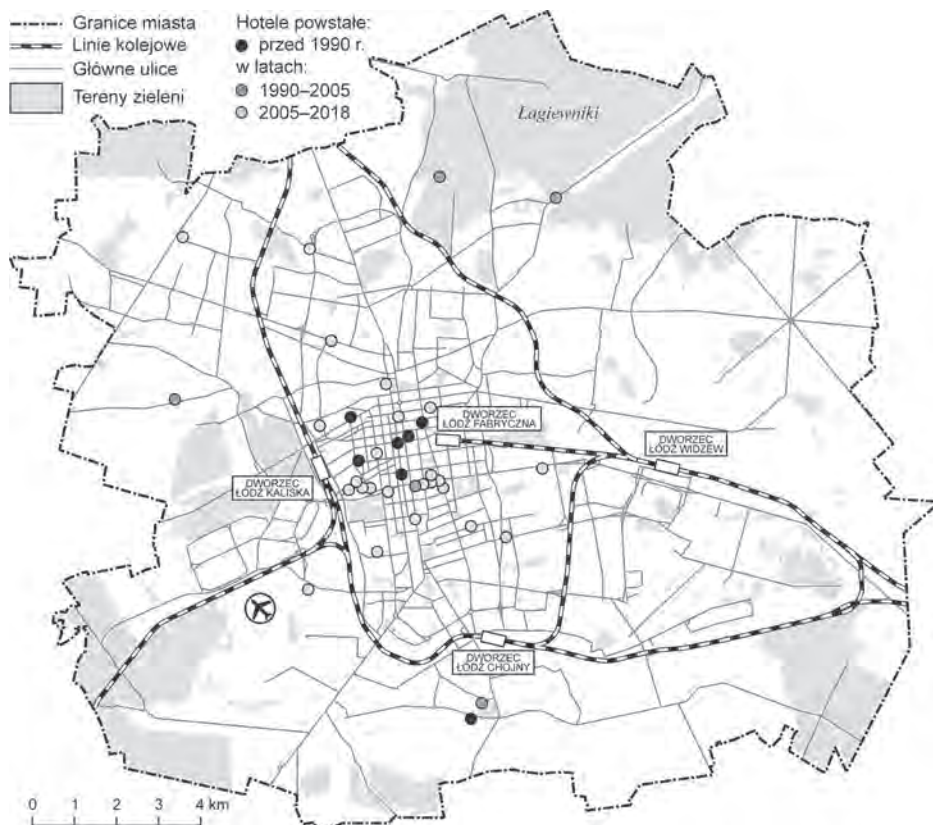 Granice miasta
Linie kolejowe
Główne ulice
Tereny zieleni
Hotele powstałe:
przed 1990 r.
w latach:
1990–2005
2005–2018
Łagiewniki
DWORZEC
ŁÓDŹ FABRYCZNA
DWORZEC
ŁÓDŹ WIDZEW
DWORZEC
ŁÓDŹ KALISKA
DWORZEC
ŁÓDŹ CHOJNY
0 1 2 3 4 km